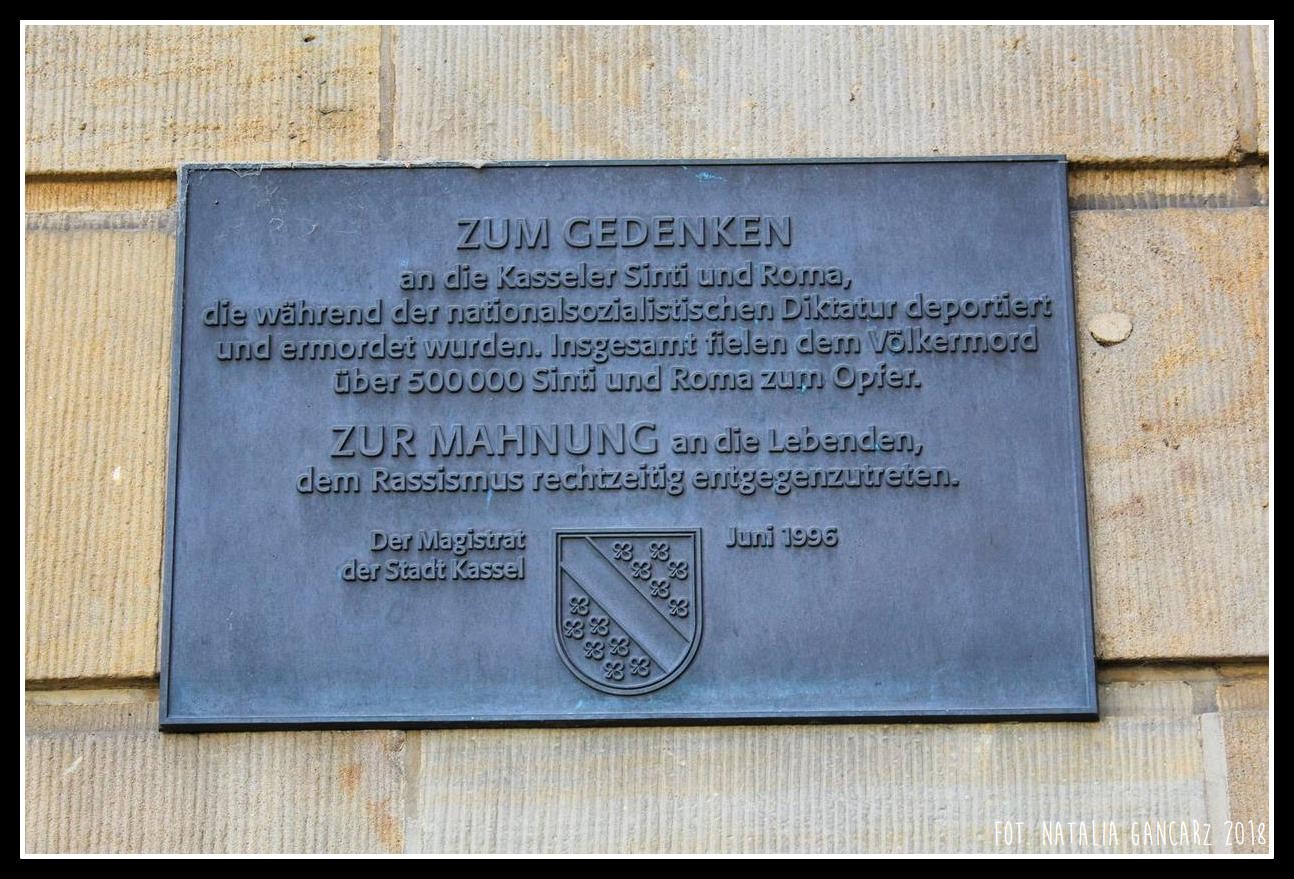 ZUM GEDENKEN
an die Kasseler Sinti und Roma,
die während der nationalsozialistischen Diktatur deportiert
und ermordet wurden. Insgesamt fielen dem Völkermord
über 500000 Sinti und Roma zum Opfer.
ZUR MAHNUNG an die Lebenden,
dem Rassismus rechtzeitig entgegenzutreten.
Der Magistrat
der Stadt Kassel
Juni 1996
FOT. NATALIA GANCARZ 2018